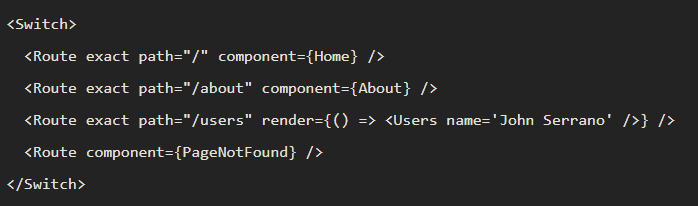 <Switch>
  <Route exact path="/" component={Home} />
  <Route exact path="/about" component={About} />
  <Route exact path="/users" render={() => <Users name='John Serrano' />} />
  <Route component={PageNotFound} />
</Switch>